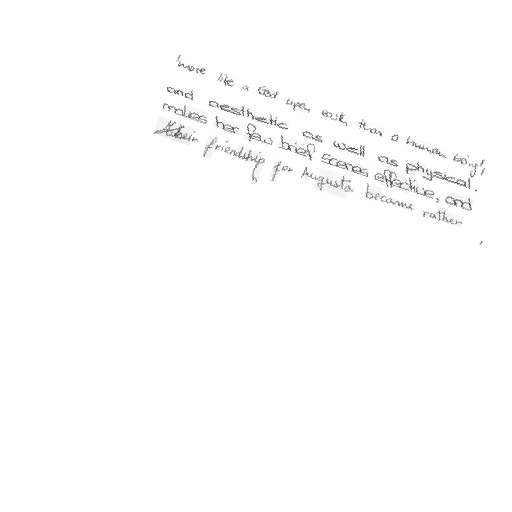 'more like a God upon earth, than a human being!'
and aesthetic as well as physical.
makes her few brief scenes effective, and
their friendship for Augusta became rather